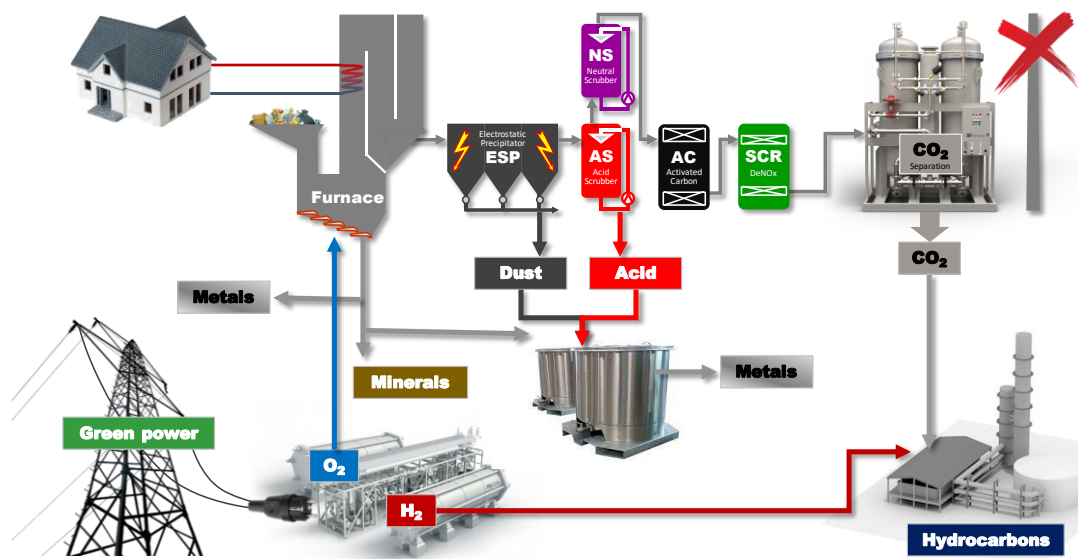 NS
Neutral
Scrubber
Electrostatic
Precipitator
ESP
AS
Acid
Scrubber
AC
Activated
Carbon
SCR
DeNOx
CO₂
Separation
Furnace
CO₂
Dust
Acid
Metals
Minerals
Metals
Green power
O₂
H₂
Hydrocarbons